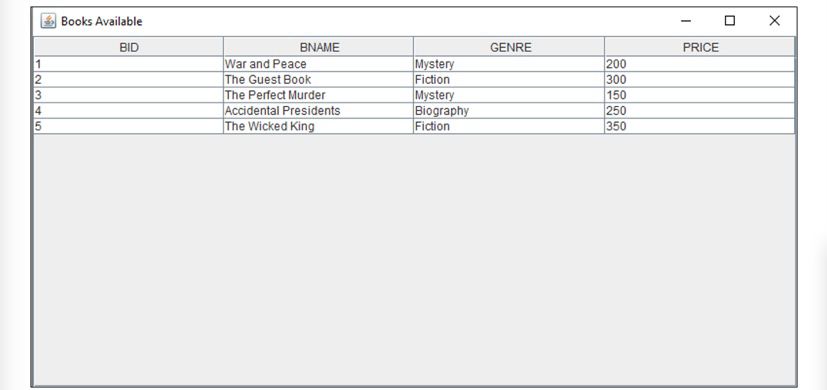 Books Available
BID BNAME GENRE PRICE
1 War and Peace Mystery 200
2 The Guest Book Fiction 300
3 The Perfect Murder Mystery 150
4 Accidental Presidents Biography 250
5 The Wicked King Fiction 350